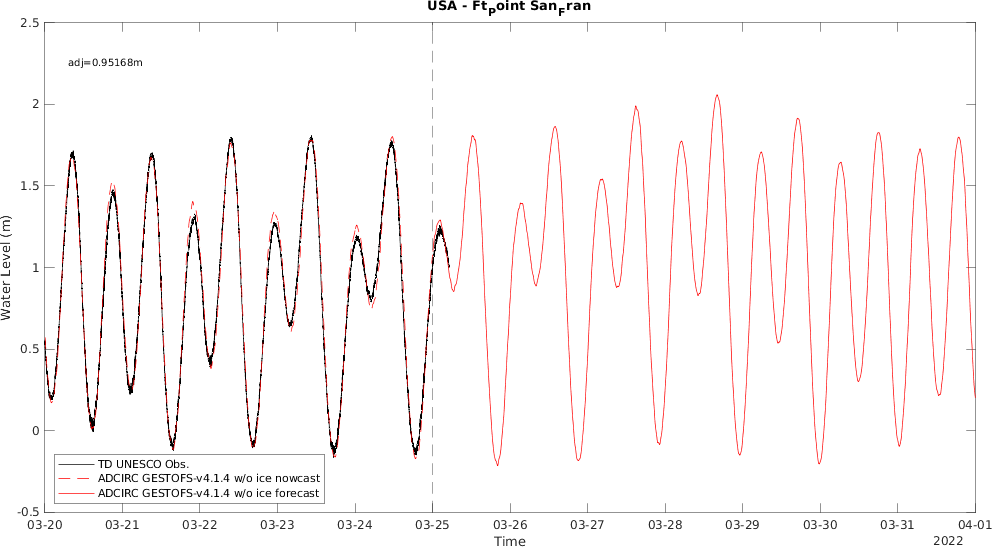 USA - FtPoint SanFran
adj=0.95168m
2.5
2
1.5
1
0.5
0
-0.5
Water Level (m)
TD UNESCO Obs.
ADCIRC GESTOFS-v4.1.4 w/o ice nowcast
ADCIRC GESTOFS-v4.1.4 w/o ice forecast
03-20 03-21 03-22 03-23 03-24 03-25 03-26 03-27 03-28 03-29 03-30 03-31 04-01
Time
2022